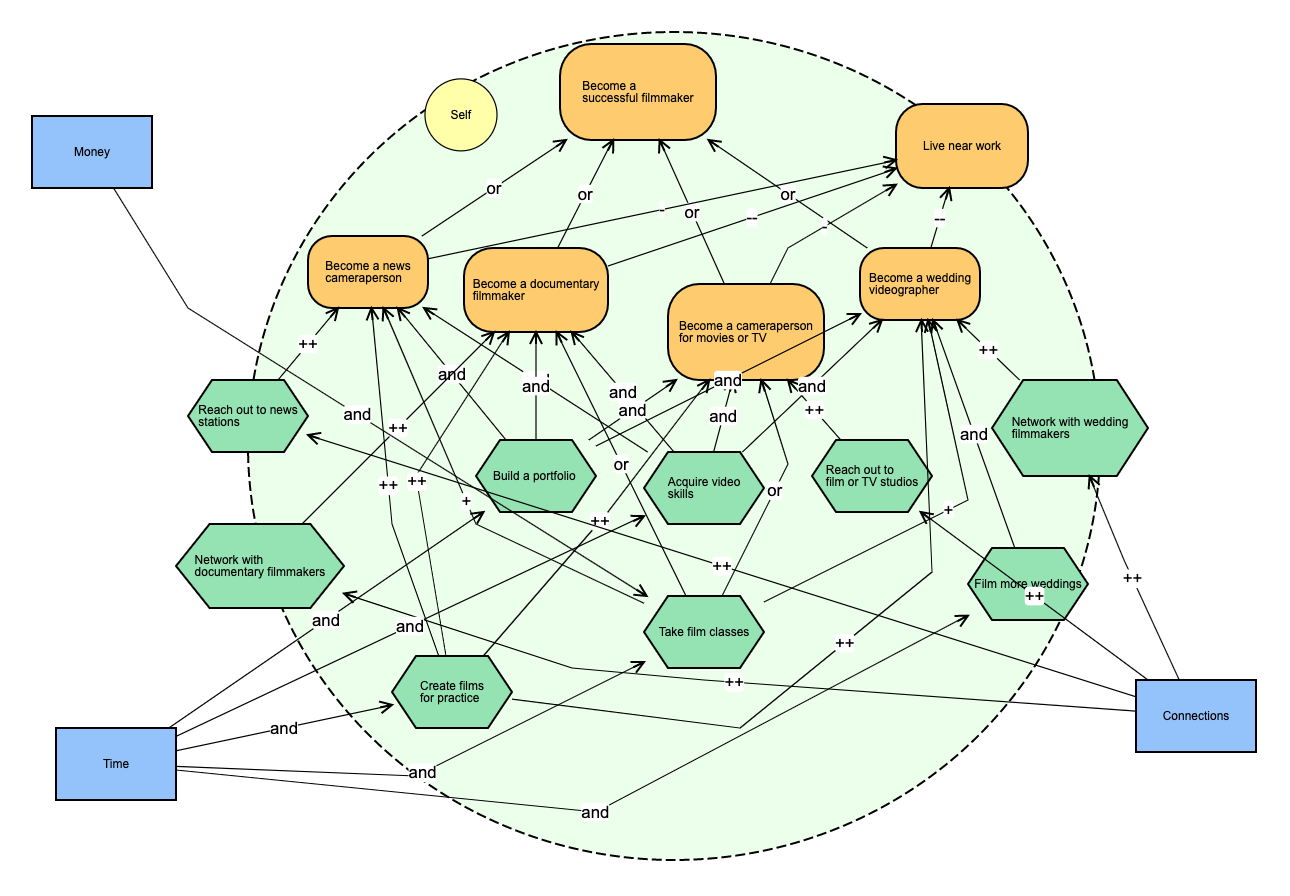 Become a
successful filmmaker
Self
Live near work
Money
or
or
or
or
-
--
-
--
Become a news
cameraperson
Become a documentary
filmmaker
Become a cameraperson
for movies or TV
Become a wedding
videographer
++
and
and
and
and
and
and
++
++
Reach out to news
stations
and
++
and
++
and
Network with wedding
filmmakers
Build a portfolio
Acquire video
skills
Reach out to
film or TV studios
or
or
++
++
+
++
+
Network with
documentary filmmakers
++
++
Film more weddings
++
and
and
Take film classes
++
++
Create films
for practice
and
Connections
Time
and
and